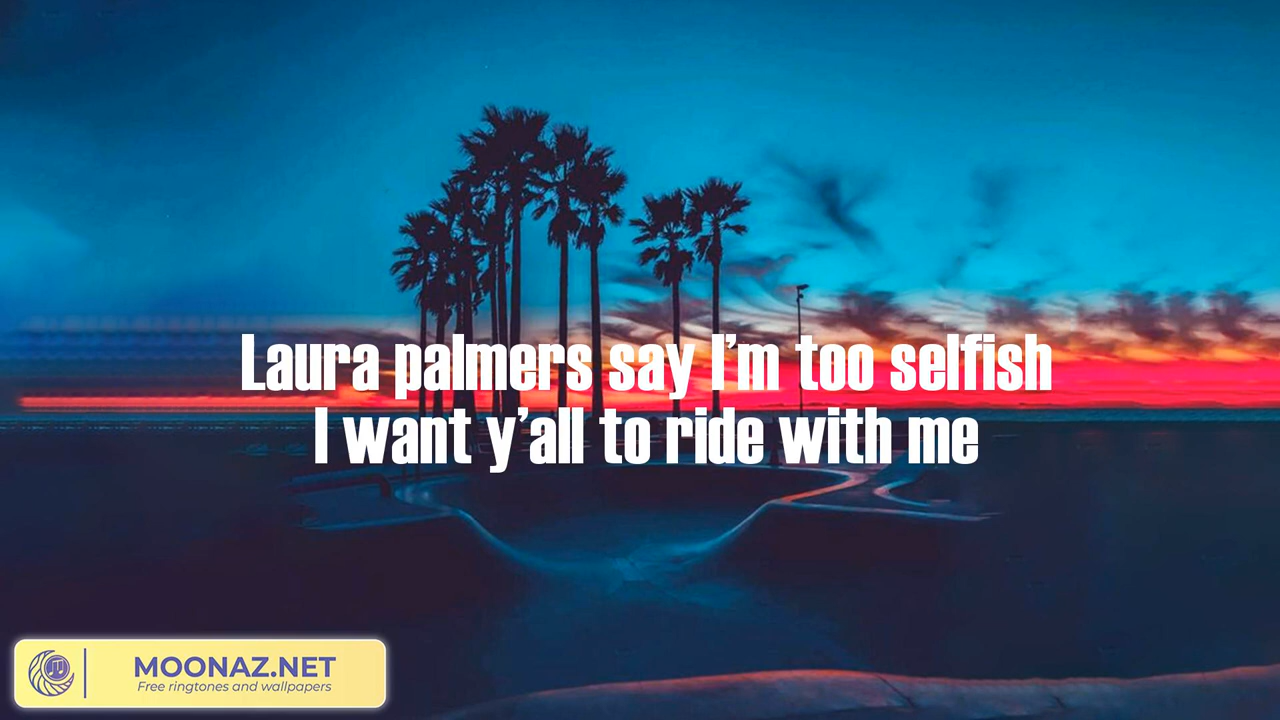 Laura palmers say I'm too selfish
I want y'all to ride with me
MOONAZ.NET
Free ringtones and wallpapers